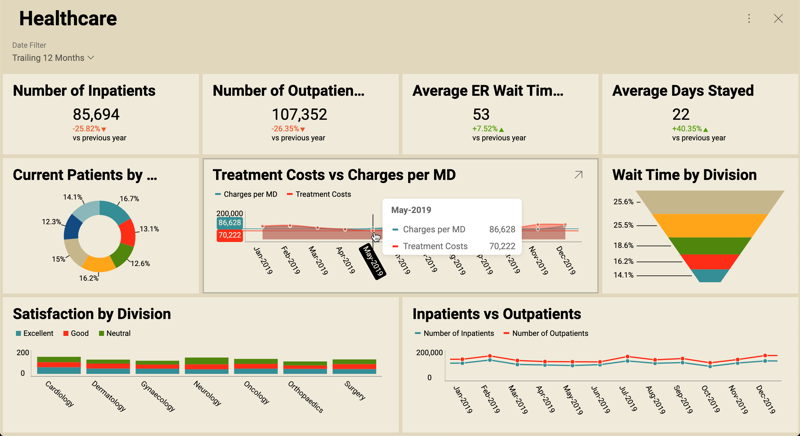 Healthcare
Date Filter
Trailing 12 Months
Number of Inpatients
85,694
-25.82%
vs previous year
Number of Outpatien...
107,352
-26.35%
vs previous year
Average ER Wait Tim...
53
+7.52%
vs previous year
Average Days Stayed
22
+40.35%
vs previous year
Current Patients by ...
14.1%
16.7%
12.3%
13.1%
15%
12.6%
16.2%
Treatment Costs vs Charges per MD
Charges per MD
Treatment Costs
200,000
86,628
70,222
Jan-2019
Feb-2019
Mar-2019
Apr-2019
May-2019
Nov-2019
Dec-2019
May-2019
Charges per MD 86,628
Treatment Costs 70,222
Wait Time by Division
25.6%
25.5%
18.6%
16.2%
14.1%
Satisfaction by Division
Excellent
Good
Neutral
200
0
Cardiology
Dermatology
Gynaecology
Neurology
Oncology
Orthopaedics
Surgery
Inpatients vs Outpatients
Number of Inpatients
Number of Outpatients
200,000
0
Jan-2019
Feb-2019
Mar-2019
Apr-2019
May-2019
Jun-2019
Jul-2019
Aug-2019
Sep-2019
Oct-2019
Nov-2019
Dec-2019